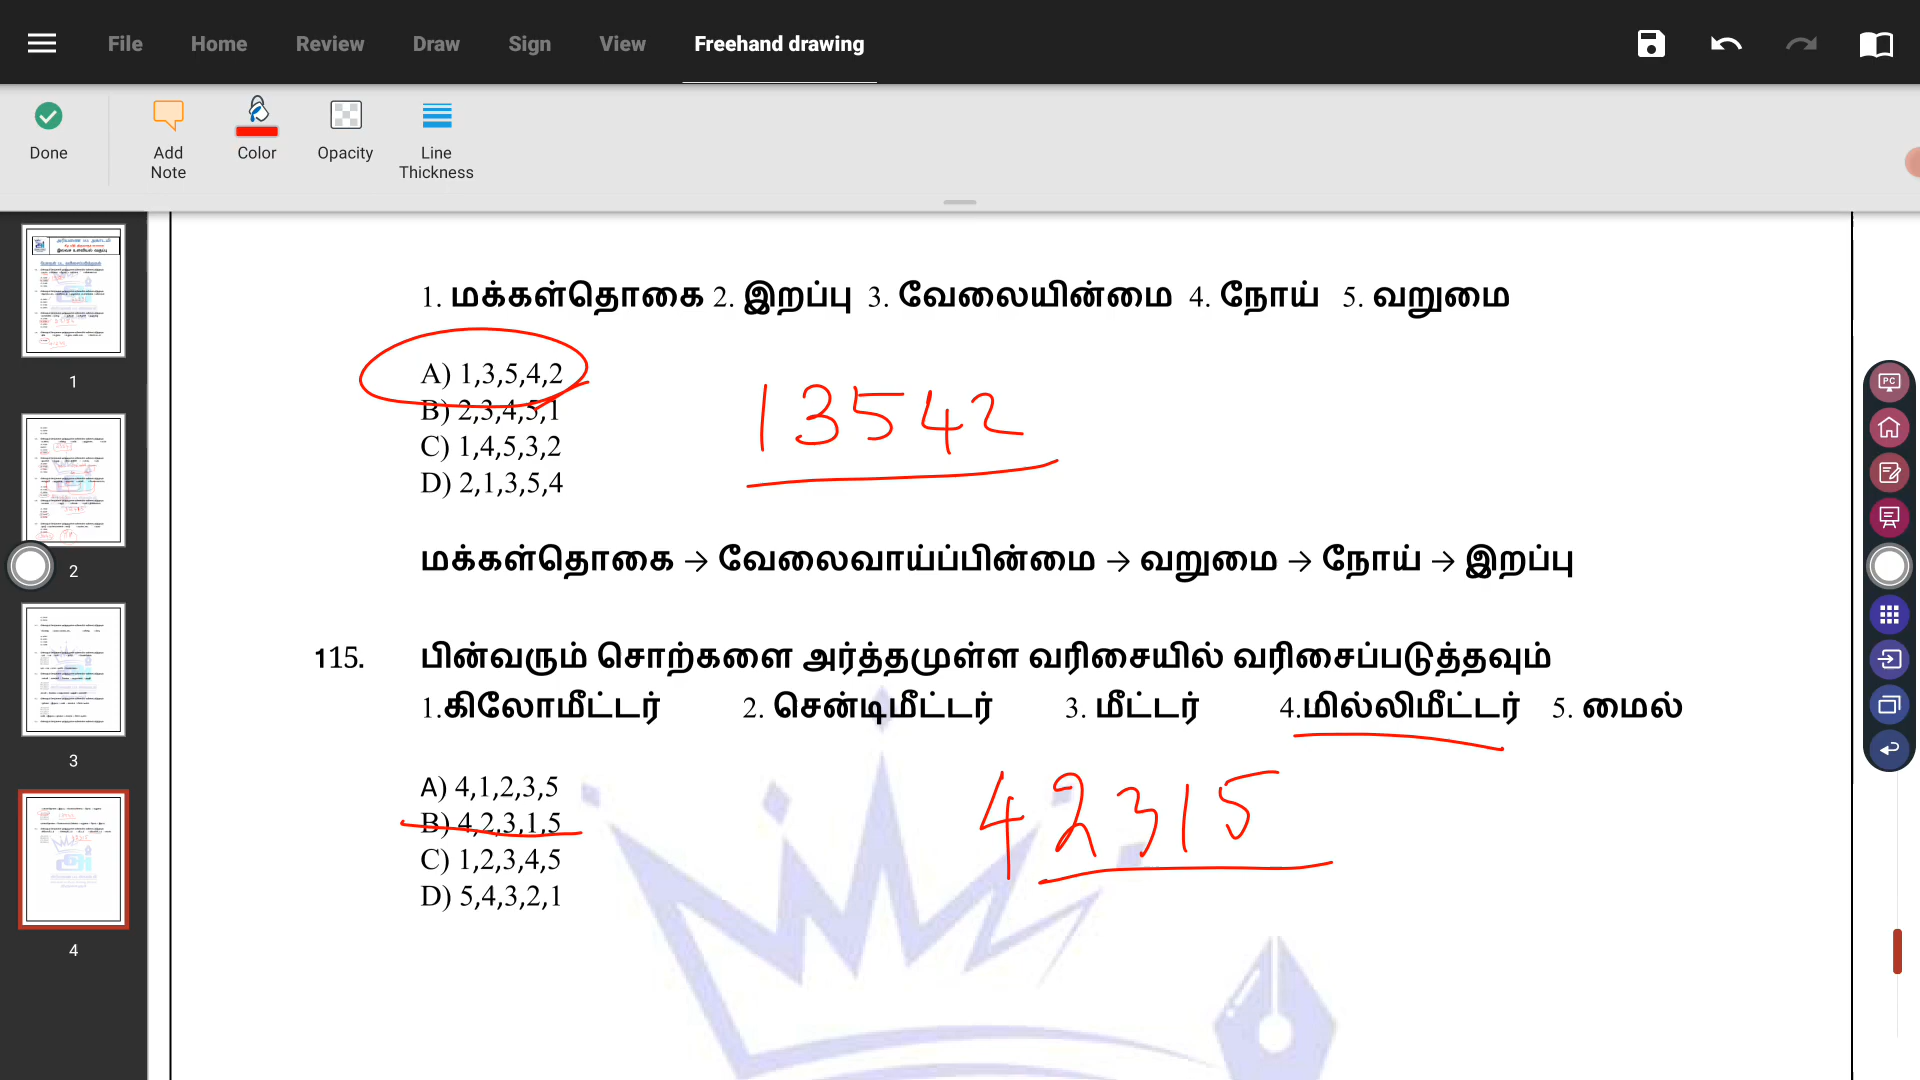 File Home Review Draw Sign View Freehand drawing
Done Add Note Color Opacity Line Thickness
1. மக்கள்தொகை 2. இறப்பு 3. வேலையின்மை 4. நோய் 5. வறுமை
A) 1,3,5,4,2
B) 2,3,4,5,1
C) 1,4,5,3,2
D) 2,1,3,5,4
13542
மக்கள்தொகை → வேலைவாய்ப்பின்மை → வறுமை → நோய் → இறப்பு
115. பின்வரும் சொற்களை அர்த்தமுள்ள வரிசையில் வரிசைப்படுத்தவும்
1.கிலோமீட்டர் 2. சென்டிமீட்டர் 3. மீட்டர் 4.மில்லிமீட்டர் 5. மைல்
A) 4,1,2,3,5
B) 4,2,3,1,5
C) 1,2,3,4,5
D) 5,4,3,2,1
42315
1
2
3
4
PC